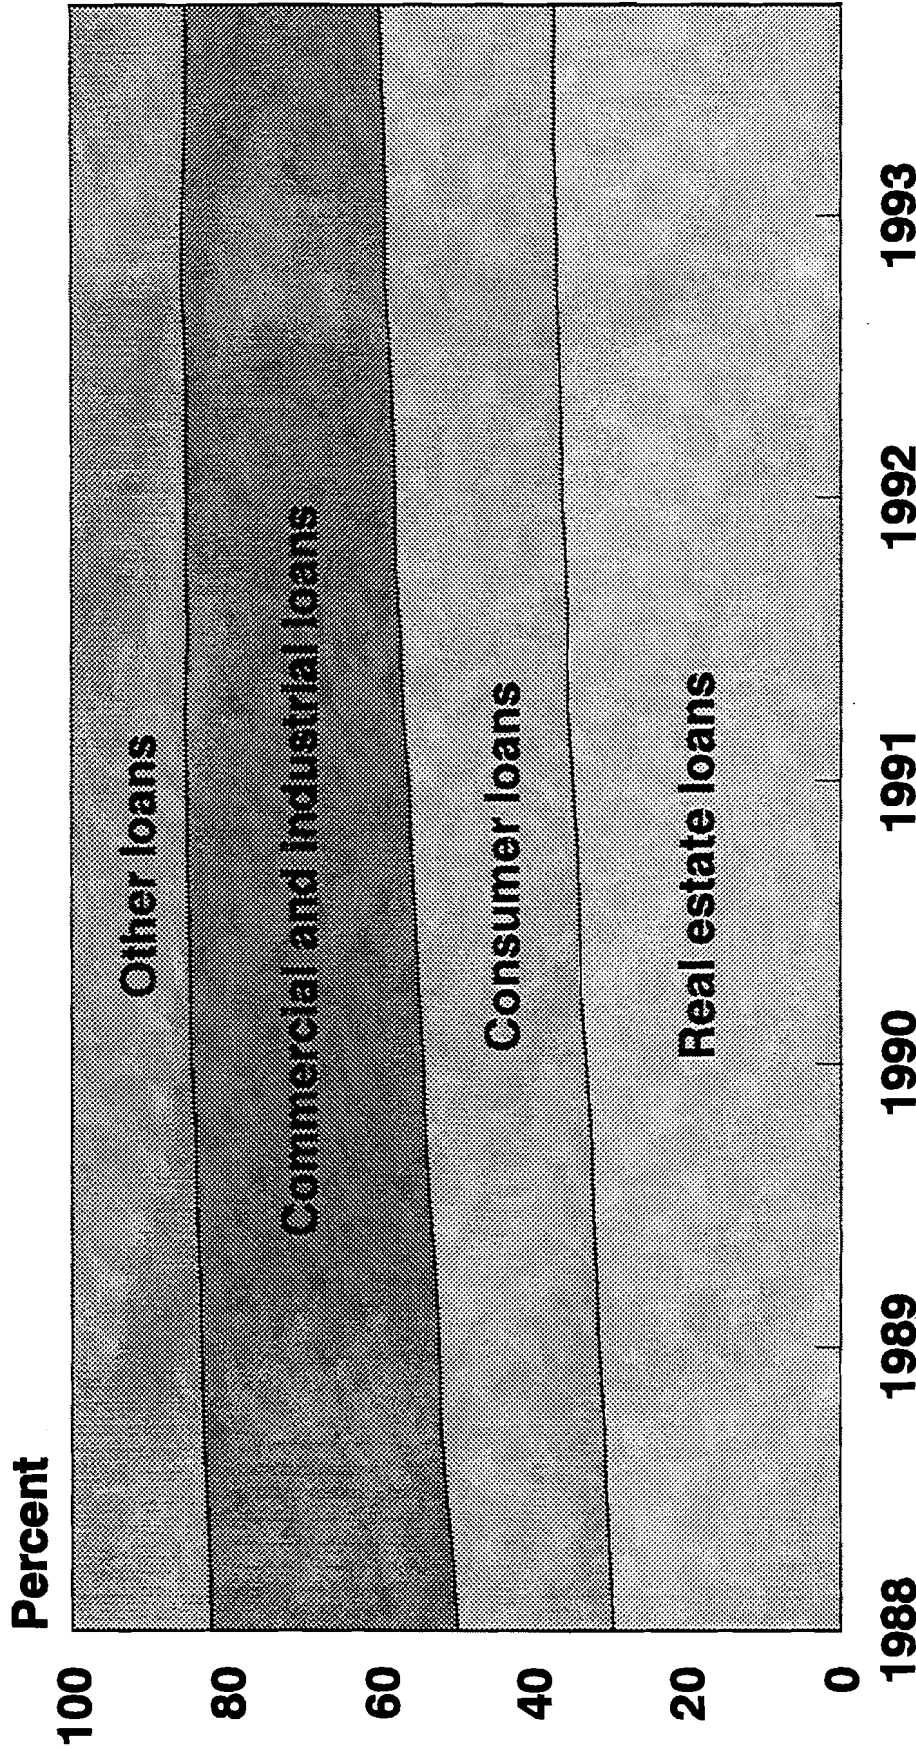 Percent
100
80
60
40
20
0
Other loans
Commercial and industrial loans
Consumer loans
Real estate loans
1988
1989
1990
1991
1992
1993